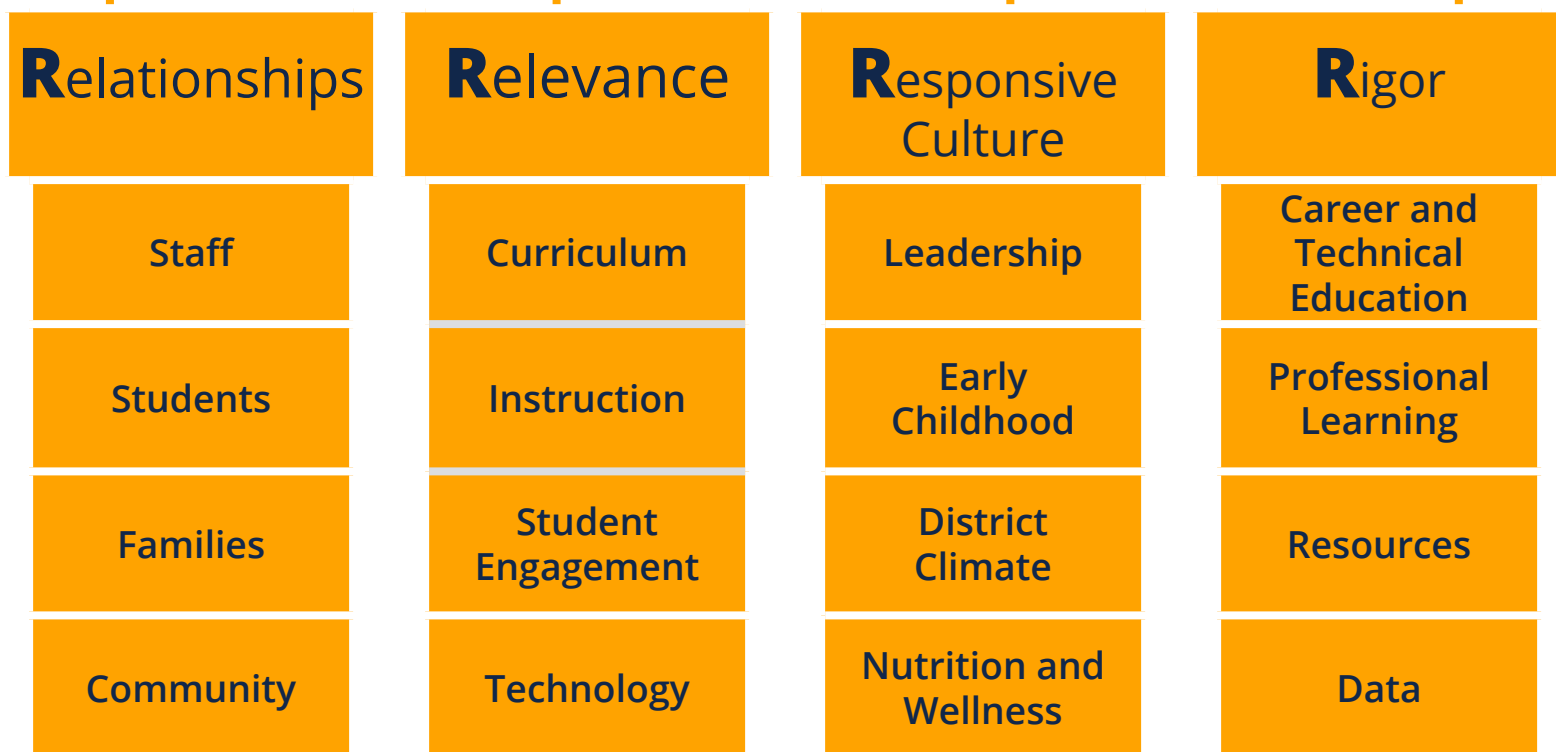 Relationships
Staff
Students
Families
Community
Relevance
Curriculum
Instruction
Student
Engagement
Technology
Responsive
Culture
Leadership
Early
Childhood
District
Climate
Nutrition and
Wellness
Rigor
Career and
Technical
Education
Professional
Learning
Resources
Data